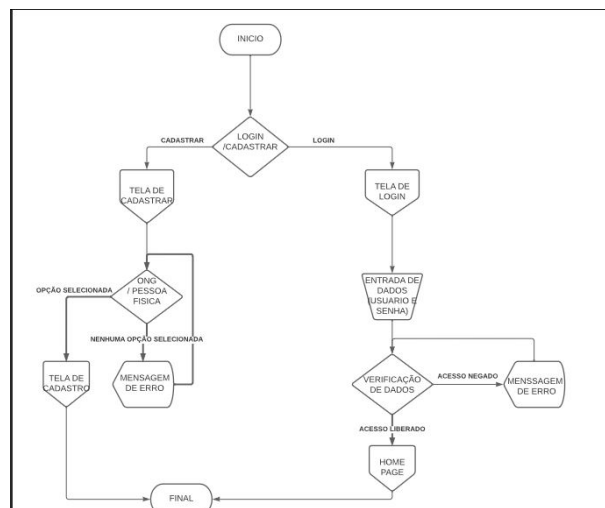 INICIO
LOGIN
/CADASTRAR
CADASTRAR
LOGIN
TELA DE
CADASTRAR
TELA DE
LOGIN
ONG
/ PESSOA
FISICA
OPÇÃO SELECIONADA
NENHUMA OPÇÃO SELECIONADA
ENTRADA DE
DADOS
(USUARIO E
SENHA)
TELA DE
CADASTRO
MENSAGEM
DE ERRO
VERIFICAÇÃO
DE DADOS
ACESSO NEGADO
MENSSAGEM
DE ERRO
ACESSO LIBERADO
HOME
PAGE
FINAL